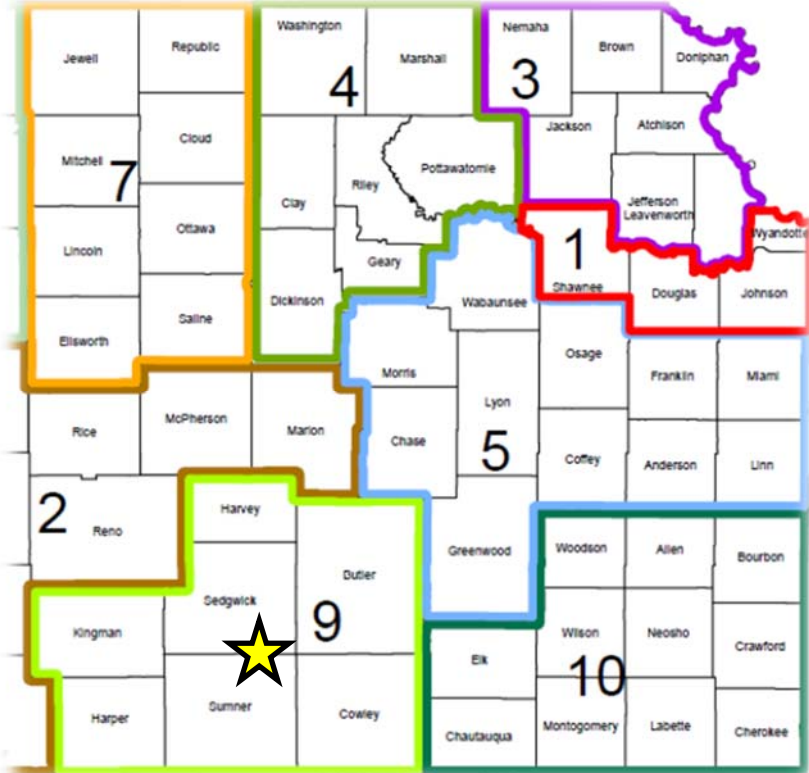 Washington
Marshall
4
Nemaha
Brown
Doniphan
3
Jewell
Republic
Jackson
Atchison
Mitchell
7
Cloud
Pottawatomie
Riley
Clay
Jefferson
Leavenworth
Lincoln
Ottawa
Geary
1
Shawnee
Wyandotte
Dickinson
Wabaunsee
Douglas
Johnson
Ellsworth
Saline
Morris
Osage
Franklin
Miami
Rice
McPherson
Marion
Lyon
Chase
5
Coffey
Anderson
Linn
2
Reno
Harvey
Greenwood
Woodson
Allen
Bourbon
Butler
Sedgwick
9
Kingman
Wilson
Neosho
Crawford
Elk
10
Harper
Sumner
Cowley
Chautauqua
Montogomery
Labette
Cherokee